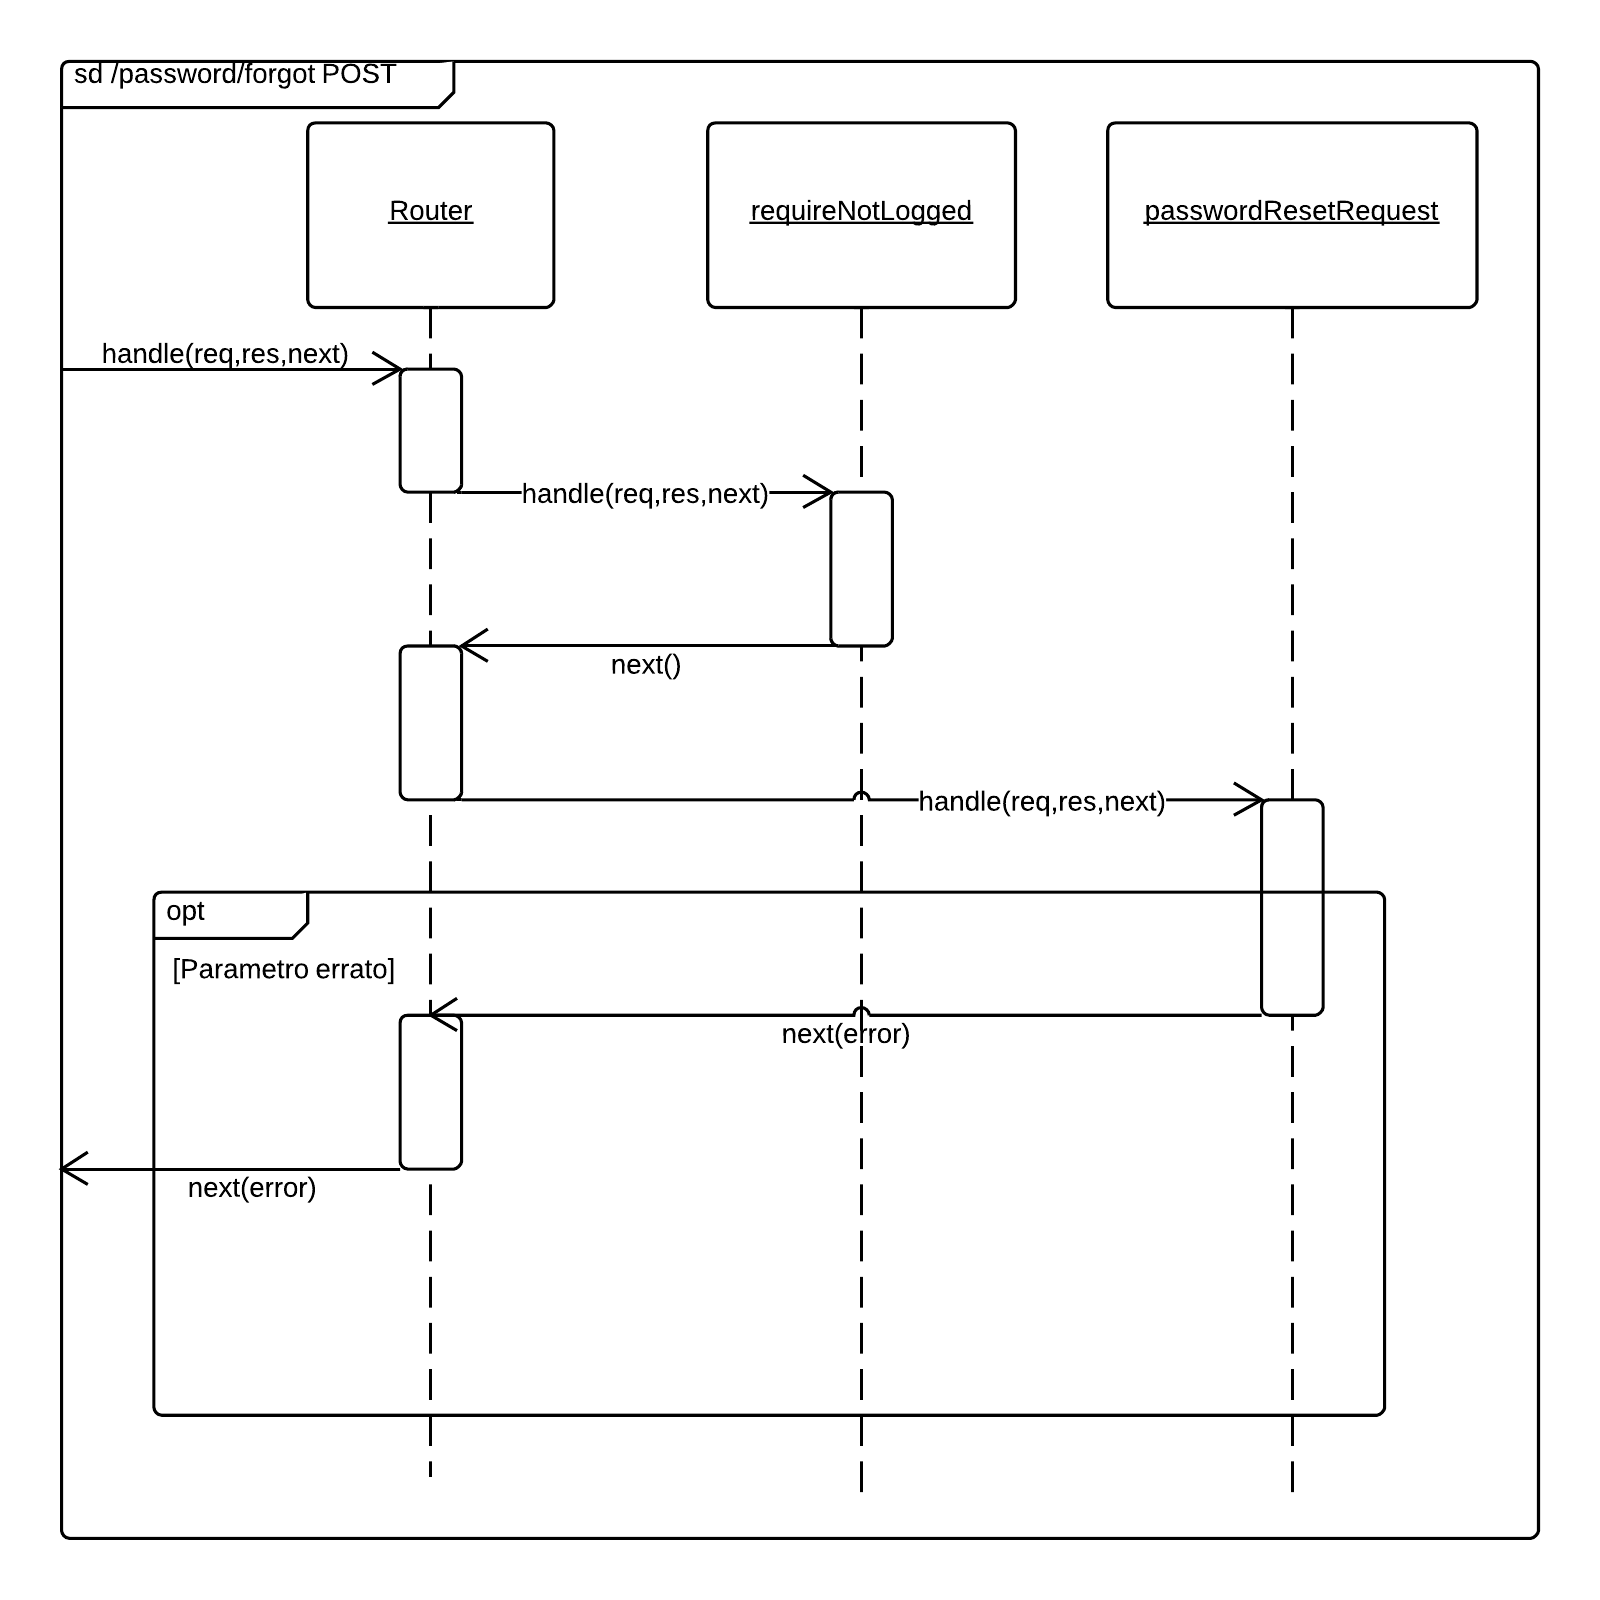 sd /password/forgot POST
Router
requireNotLogged
passwordResetRequest
handle(req,res,next)
handle(req,res,next)
next()
handle(req,res,next)
opt
[Parametro errato]
next(error)
next(error)